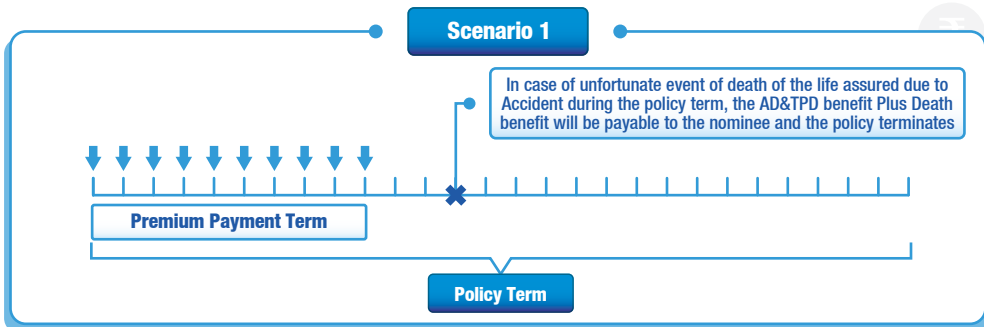 Scenario 1
In case of unfortunate event of death of the life assured due to
Accident during the policy term, the AD&TPD benefit Plus Death
benefit will be payable to the nominee and the policy terminates
Premium Payment Term
Policy Term